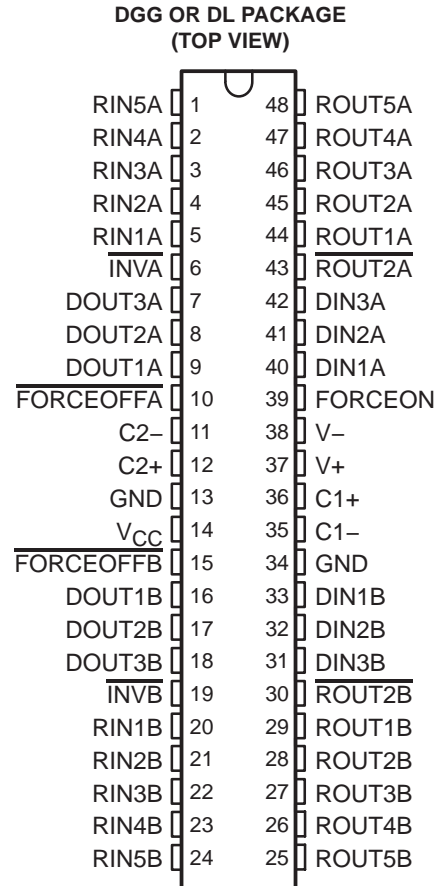 DGG OR DL PACKAGE
(TOP VIEW)
RIN5A 1 48 ROUT5A
RIN4A 2 47 ROUT4A
RIN3A 3 46 ROUT3A
RIN2A 4 45 ROUT2A
RIN1A 5 44 ROUT1A
INVA 6 43 ROUT2A
DOUT3A 7 42 DIN3A
DOUT2A 8 41 DIN2A
DOUT1A 9 40 DIN1A
FORCEOFFA 10 39 FORCEON
C2− 11 38 V−
C2+ 12 37 V+
GND 13 36 C1+
VCC 14 35 C1−
FORCEOFFB 15 34 GND
DOUT1B 16 33 DIN1B
DOUT2B 17 32 DIN2B
DOUT3B 18 31 DIN3B
INVB 19 30 ROUT2B
RIN1B 20 29 ROUT1B
RIN2B 21 28 ROUT2B
RIN3B 22 27 ROUT3B
RIN4B 23 26 ROUT4B
RIN5B 24 25 ROUT5B